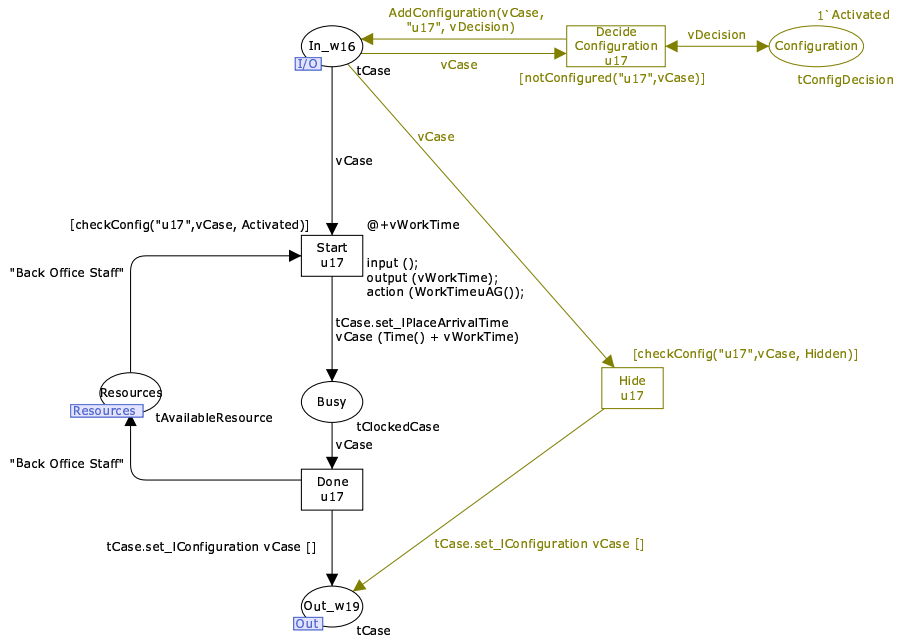 1`Activated
AddConfiguration(vCase,
"u17", vDecision)
Decide
Configuration
u17
vDecision
Configuration
In_w16
I/O
tCase
vCase
[notConfigured("u17",vCase)]
tConfigDecision
vCase
vCase
[checkConfig("u17",vCase, Activated)]
@+vWorkTime
Start
u17
"Back Office Staff"
input ();
output (vWorkTime);
action (WorkTimeuAG());
tCase.set_lPlaceArrivalTime
vCase (Time() + vWorkTime)
[checkConfig("u17",vCase, Hidden)]
Hide
u17
Resources
Resources
tAvailableResource
Busy
tClockedCase
vCase
"Back Office Staff"
Done
u17
tCase.set_lConfiguration vCase []
tCase.set_lConfiguration vCase []
Out_w19
Out
tCase